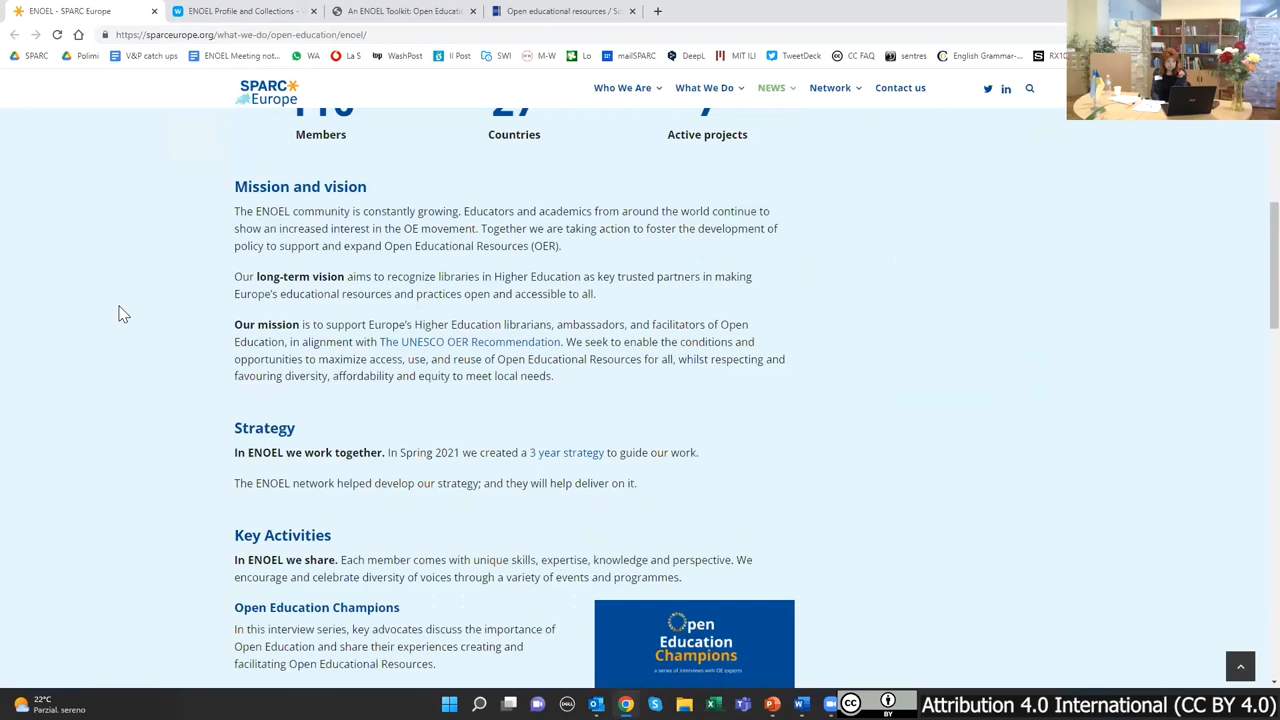 ENOEL - SPARC Europe
ENOEL Profile and Collections -
An ENOEL Toolkit: Open Educati
Open educational resources / Sc
https://sparceurope.org/what-we-do/open-education/enoel/
SPARC
Polimi
V&P catch ups
ENOEL Meeting not...
WA
La S
WashPost
Il Post
SWI
M-W
Lo
mailSPARC
DeepL
MIT ILI
TweetDeck
CC FAQ
sentres
English Grammar-...
SPARC
Europe
Who We Are
What We Do
NEWS
Network
Contact us
Members
Countries
Active projects
Mission and vision
The ENOEL community is constantly growing. Educators and academics from around the world continue to
show an increased interest in the OE movement. Together we are taking action to foster the development of
policy to support and expand Open Educational Resources (OER).
Our long-term vision aims to recognize libraries in Higher Education as key trusted partners in making
Europe's educational resources and practices open and accessible to all.
Our mission is to support Europe's Higher Education librarians, ambassadors, and facilitators of Open
Education, in alignment with The UNESCO OER Recommendation. We seek to enable the conditions and
opportunities to maximize access, use, and reuse of Open Educational Resources for all, whilst respecting and
favouring diversity, affordability and equity to meet local needs.
Strategy
In ENOEL we work together. In Spring 2021 we created a 3 year strategy to guide our work.
The ENOEL network helped develop our strategy; and they will help deliver on it.
Key Activities
In ENOEL we share. Each member comes with unique skills, expertise, knowledge and perspective. We
encourage and celebrate diversity of voices through a variety of events and programmes.
Open Education Champions
In this interview series, key advocates discuss the importance of
Open Education and share their experiences creating and
facilitating Open Educational Resources.
Open
Education
Champions
a series of interviews with OE experts
22°C
Parzial. sereno
CC
BY
Attribution 4.0 International (CC BY 4.0)